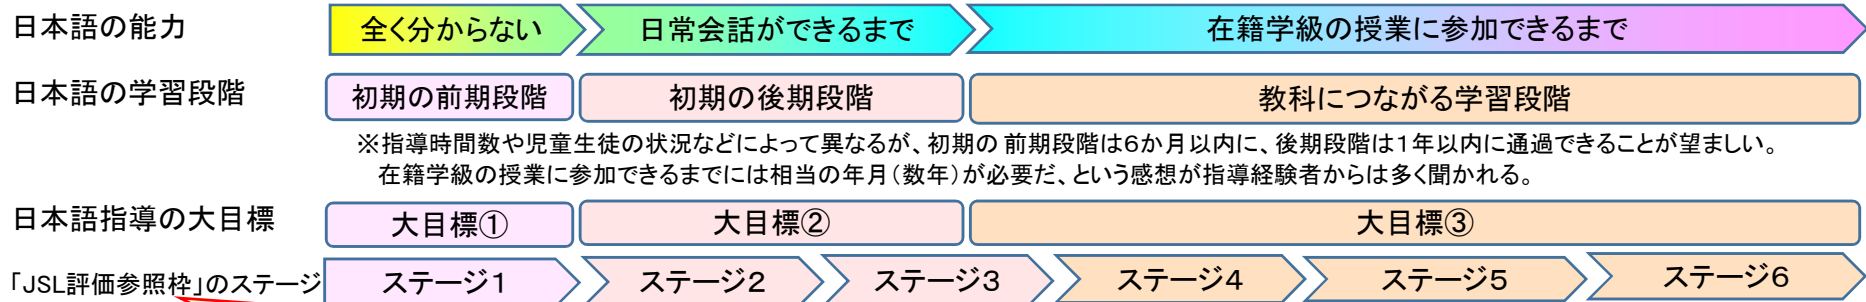 日本語の能力 全く分からない 日常会話ができるまで 在籍学級の授業に参加できるまで
日本語の学習段階 初期の前期段階 初期の後期段階 教科につながる学習段階
※指導時間数や児童生徒の状況などによって異なるが、初期の前期段階は6か月以内に、後期段階は1年以内に通過できることが望ましい。
在籍学級の授業に参加できるまでには相当の年月(数年)が必要だ、という感想が指導経験者からは多く聞かれる。
日本語指導の大目標 大目標① 大目標② 大目標③
「JSL評価参照枠」のステージ ステージ1 ステージ2 ステージ3 ステージ4 ステージ5 ステージ6